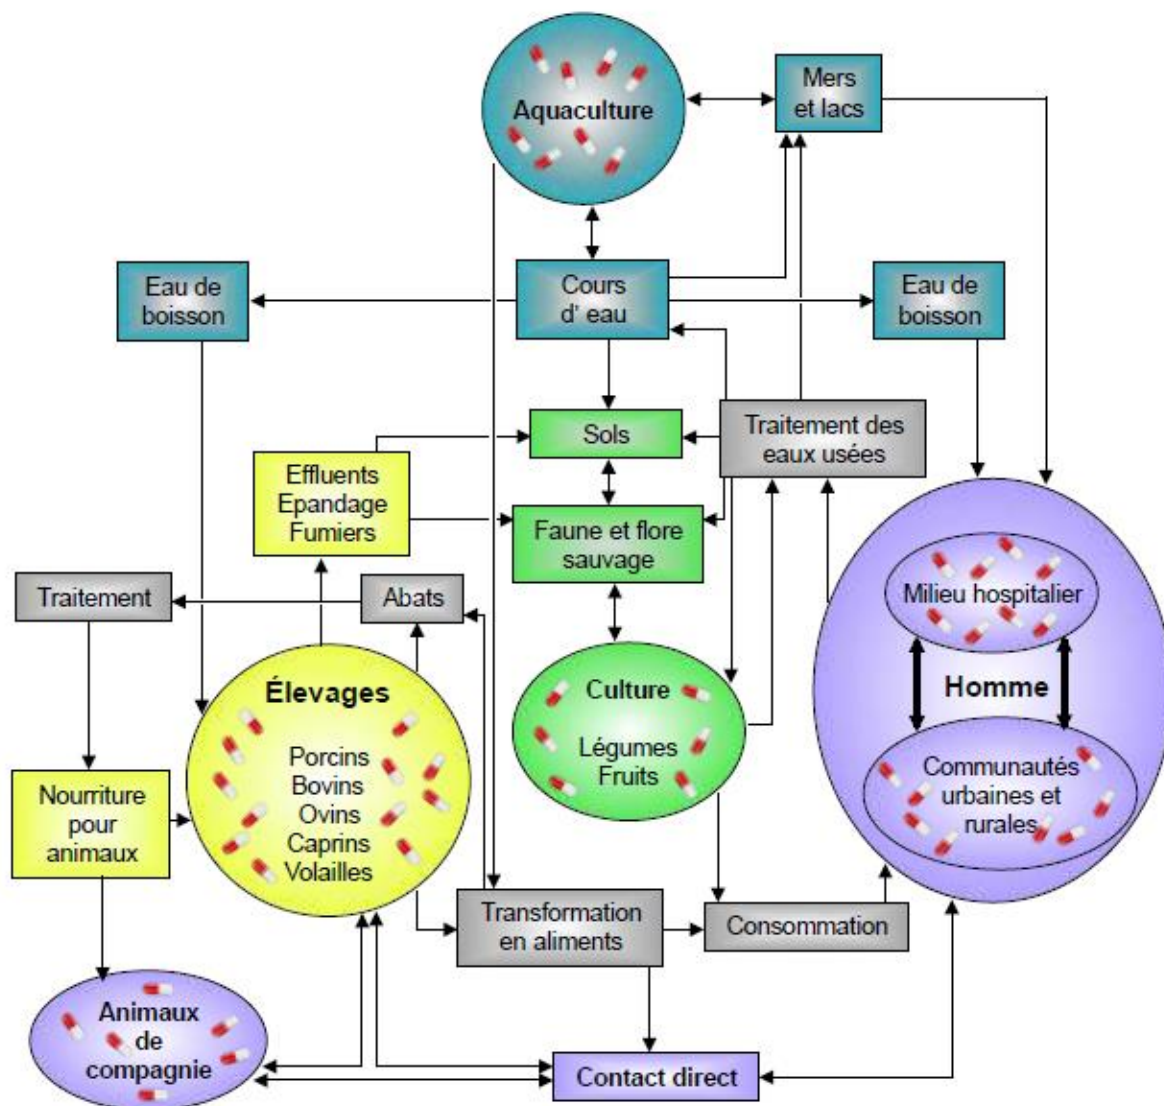 Aquaculture
Mers
et lacs
Eau de
boisson
Cours
d' eau
Eau de
boisson
Sols
Traitement des
eaux usées
Effluents
Epandage
Fumiers
Faune et flore
sauvage
Traitement
Abats
Milieu hospitalier
Élevages
Porcins
Bovins
Ovins
Caprins
Volailles
Culture
Légumes
Fruits
Homme
Communautés
urbaines et
rurales
Nourriture
pour
animaux
Transformation
en aliments
Consommation
Animaux
de
compagnie
Contact direct